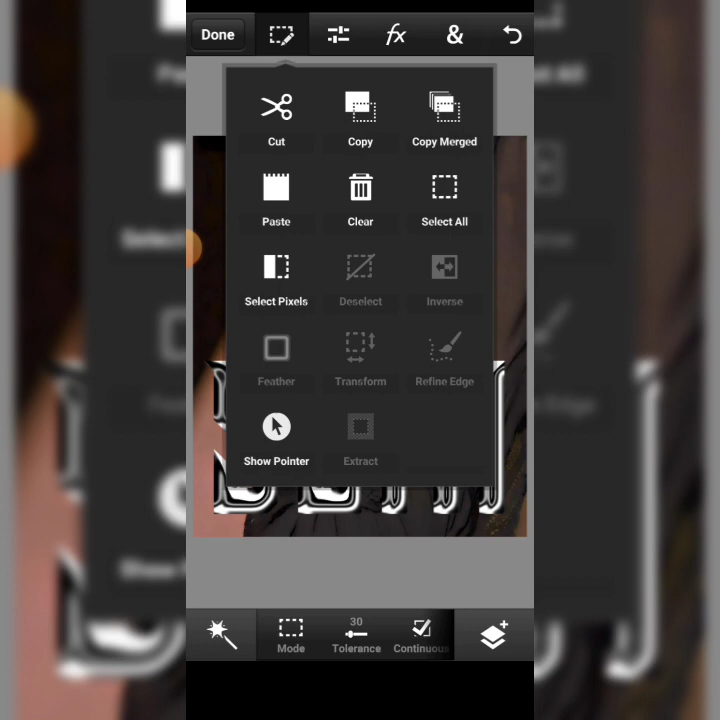 Done fx &
Cut Copy Copy Merged
Paste Clear Select All
Select Pixels Deselect Inverse
Feather Transform Refine Edge
Show Pointer Extract
30
Mode Tolerance Continuous